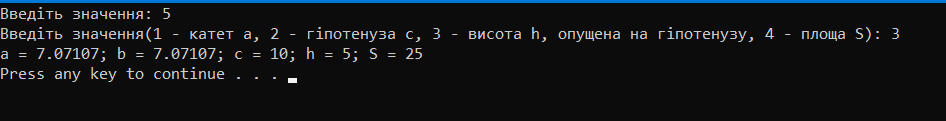 Введіть значення: 5
Введіть значення(1 - катет a, 2 - гіпотенуза c, 3 - висота h, опущена на гіпотенузу, 4 - площа S): 3
a = 7.07107; b = 7.07107; c = 10; h = 5; S = 25
Press any key to continue . . .